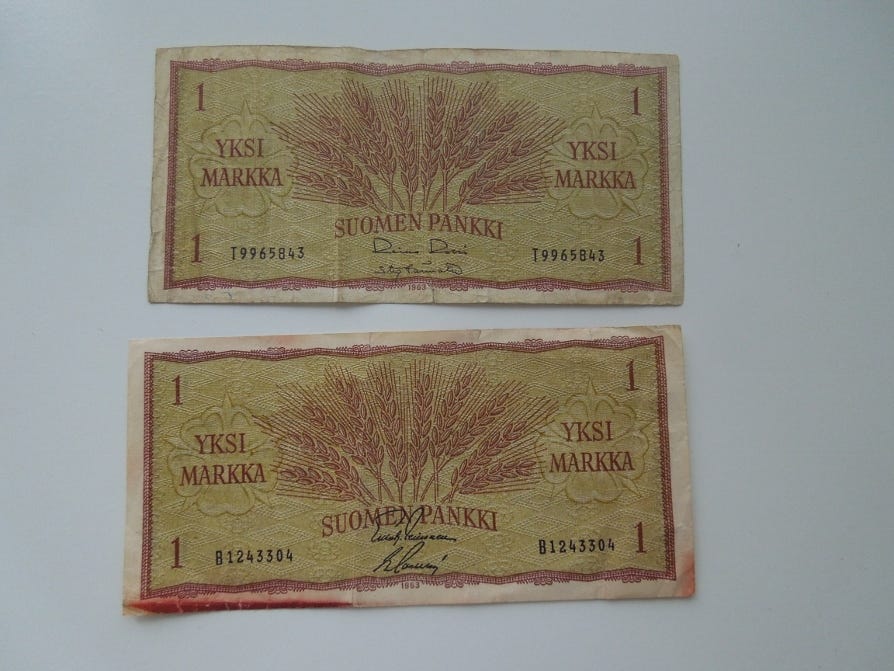 1 1
YKSI MARKKA YKSI MARKKA
SUOMEN PANKKI
1 T9965843 T9965843 1
1963
1 1
YKSI MARKKA YKSI MARKKA
SUOMEN PANKKI
1 B1243304 B1243304 1
1963